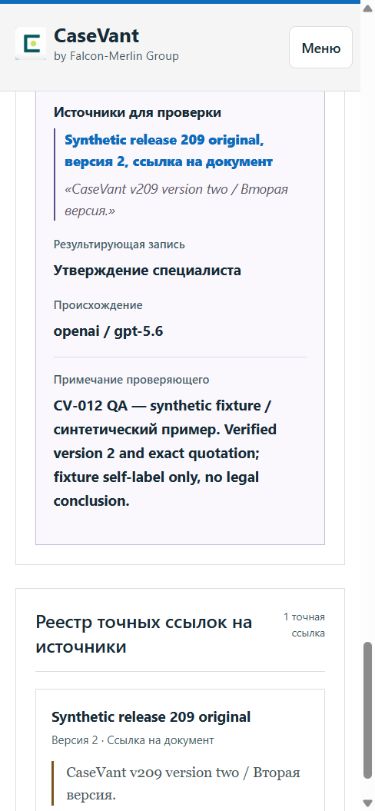 CaseVant
by Falcon-Merlin Group
Меню
Источники для проверки
Synthetic release 209 original,
версия 2, ссылка на документ
«CaseVant v209 version two / Вторая
версия.»
Результирующая запись
Утверждение специалиста
Происхождение
openai / gpt-5.6
Примечание проверяющего
CV-012 QA — synthetic fixture /
синтетический пример. Verified
version 2 and exact quotation;
fixture self-label only, no legal
conclusion.
Реестр точных ссылок на
источники
1 точная
ссылка
Synthetic release 209 original
Версия 2 · Ссылка на документ
CaseVant v209 version two / Вторая
версия.